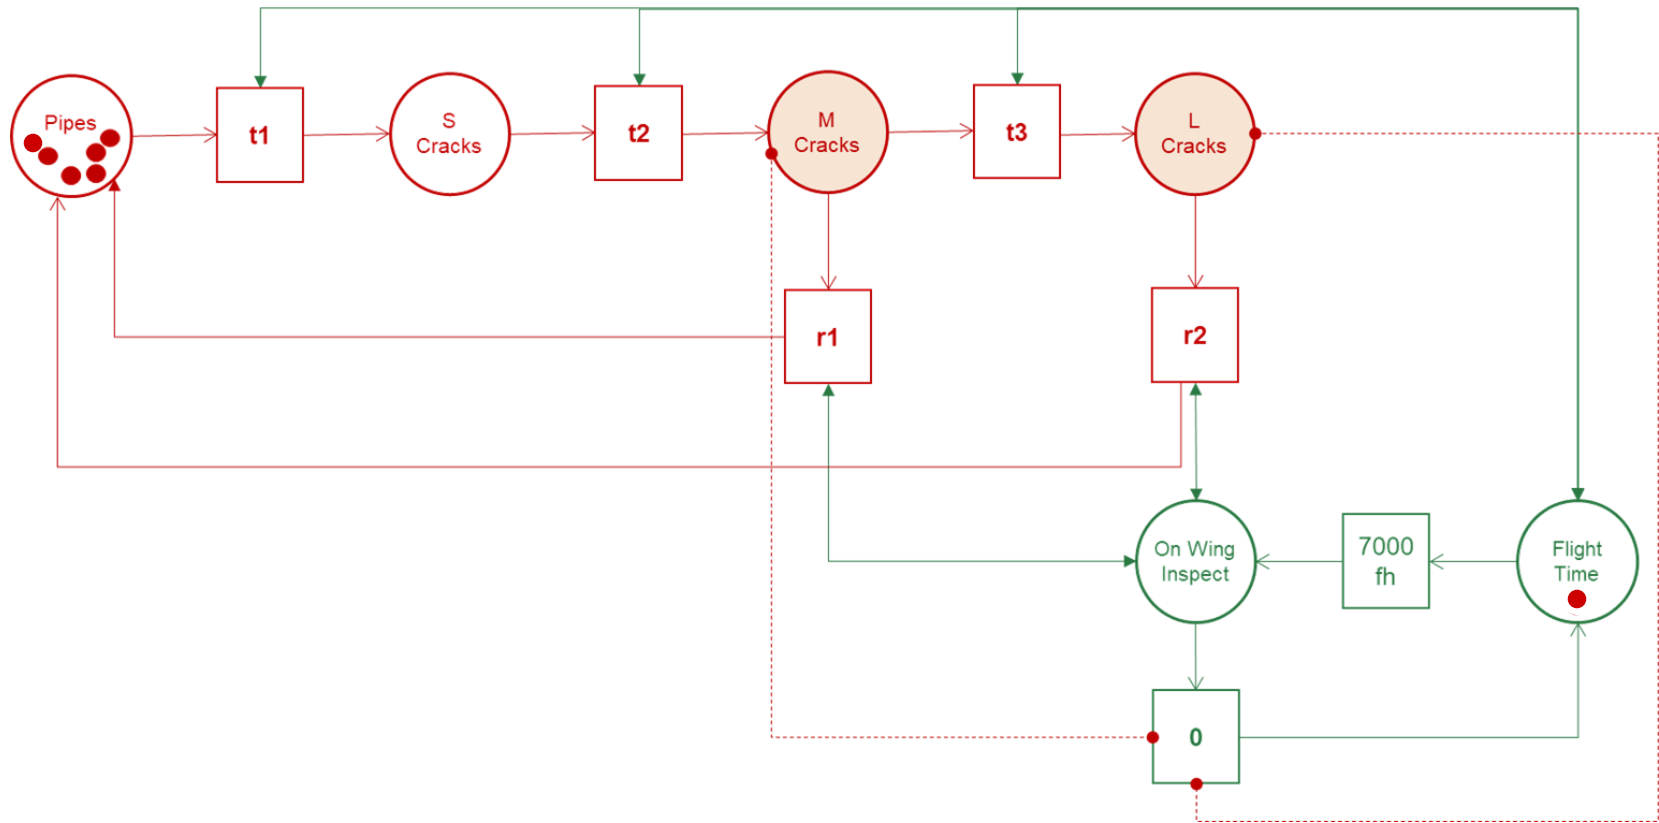 Pipes
t1
S
Cracks
t2
M
Cracks
t3
L
Cracks
r1
r2
On Wing
Inspect
7000
fh
Flight
Time
0